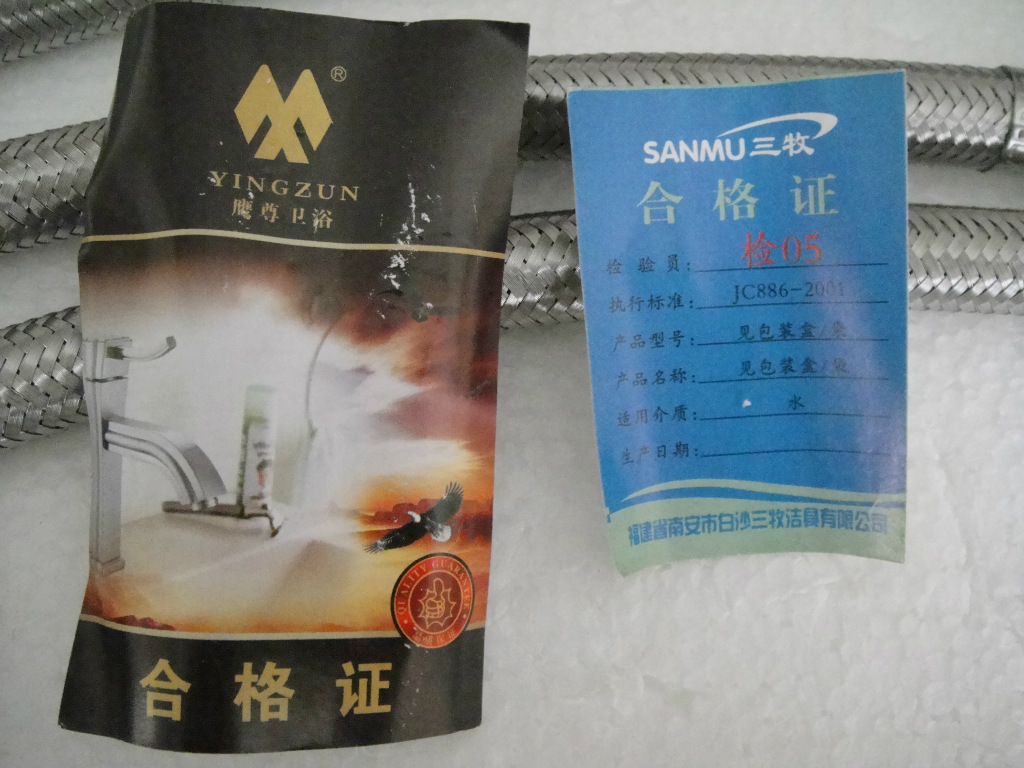 ®
YINGZUN
鹰尊卫浴
QUALITY GUARANTEE
合格证
SANMU三牧
合格证
检验员：检05
执行标准：JC886-2001
产品型号：见包装盒/袋
产品名称：见包装盒/袋
适用介质：水
生产日期：
福建省南安市白沙三牧洁具有限公司